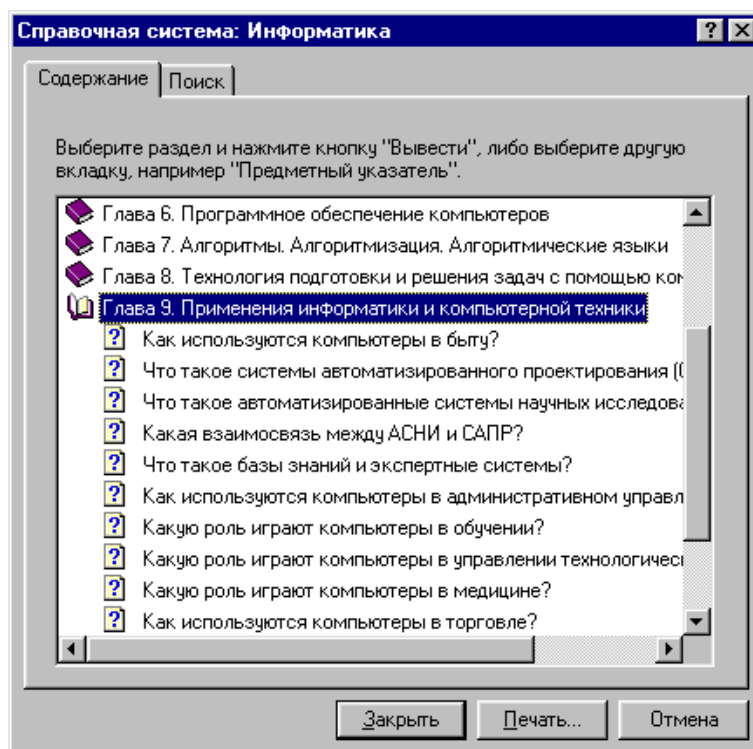 Справочная система: Информатика
Содержание
Поиск
Выберите раздел и нажмите кнопку "Вывести", либо выберите другую
вкладку, например "Предметный указатель".
Глава 6. Программное обеспечение компьютеров
Глава 7. Алгоритмы. Алгоритмизация. Алгоритмические языки
Глава 8. Технология подготовки и решения задач с помощью ком
Глава 9. Применения информатики и компьютерной техники
Как используются компьютеры в быту?
Что такое системы автоматизированного проектирования (С
Что такое автоматизированные системы научных исследова
Какая взаимосвязь между АСНИ и САПР?
Что такое базы знаний и экспертные системы?
Как используются компьютеры в административном управл
Какую роль играют компьютеры в обучении?
Какую роль играют компьютеры в управлении технологичес
Какую роль играют компьютеры в медицине?
Как используются компьютеры в торговле?
Закрыть
Печать...
Отмена